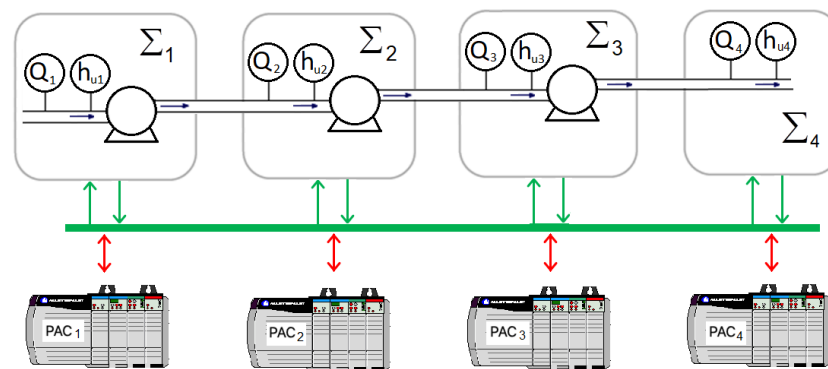 Σ₁
Σ₂
Σ₃
Q₄ hᵤ₄
Q₁ hᵤ₁
Q₂ hᵤ₂
Q₃ hᵤ₃
Σ₄
PAC₁
PAC₂
PAC₃
PAC₄